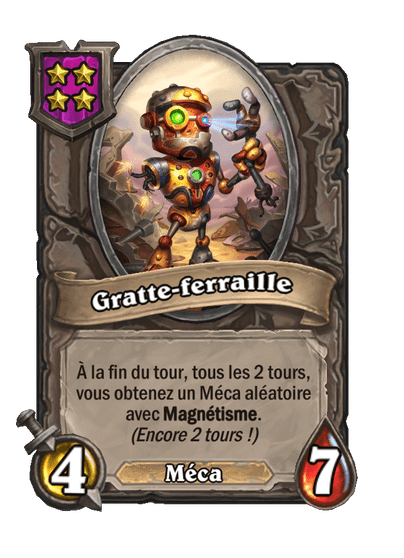 Gratte-ferraille
À la fin du tour, tous les 2 tours,
vous obtenez un Méca aléatoire
avec Magnétisme.
(Encore 2 tours !)
4
Méca
7